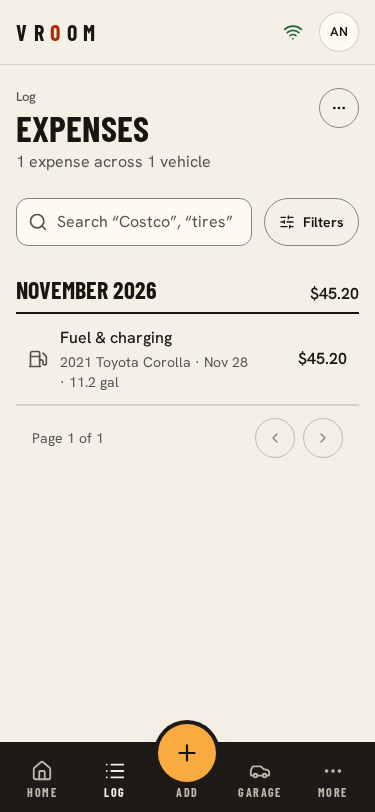 VROOM
AN
Log
EXPENSES
1 expense across 1 vehicle
Search “Costco”, “tires”
Filters
NOVEMBER 2026
$45.20
Fuel & charging
2021 Toyota Corolla · Nov 28
· 11.2 gal
$45.20
Page 1 of 1
HOME
LOG
ADD
GARAGE
MORE